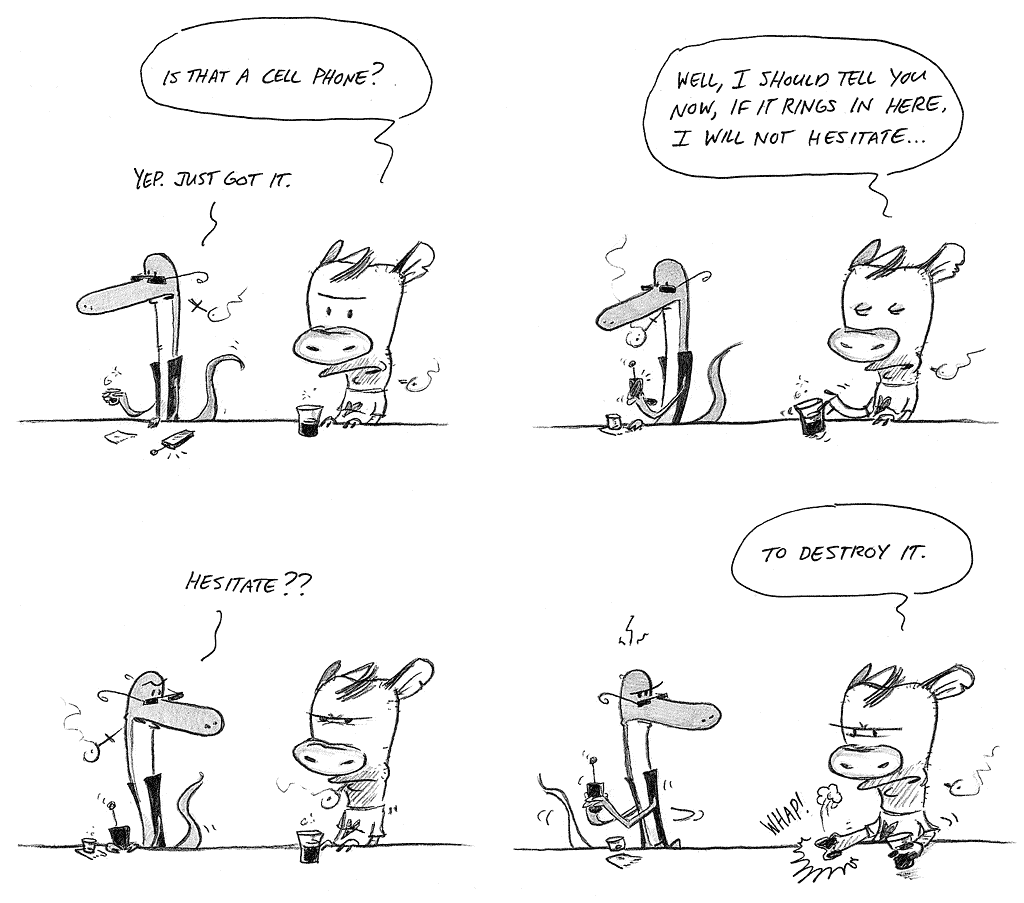 IS THAT A CELL PHONE?
YEP. JUST GOT IT.
WELL, I SHOULD TELL YOU
NOW, IF IT RINGS IN HERE,
I WILL NOT HESITATE...
HESITATE??
TO DESTROY IT.
WHAP!